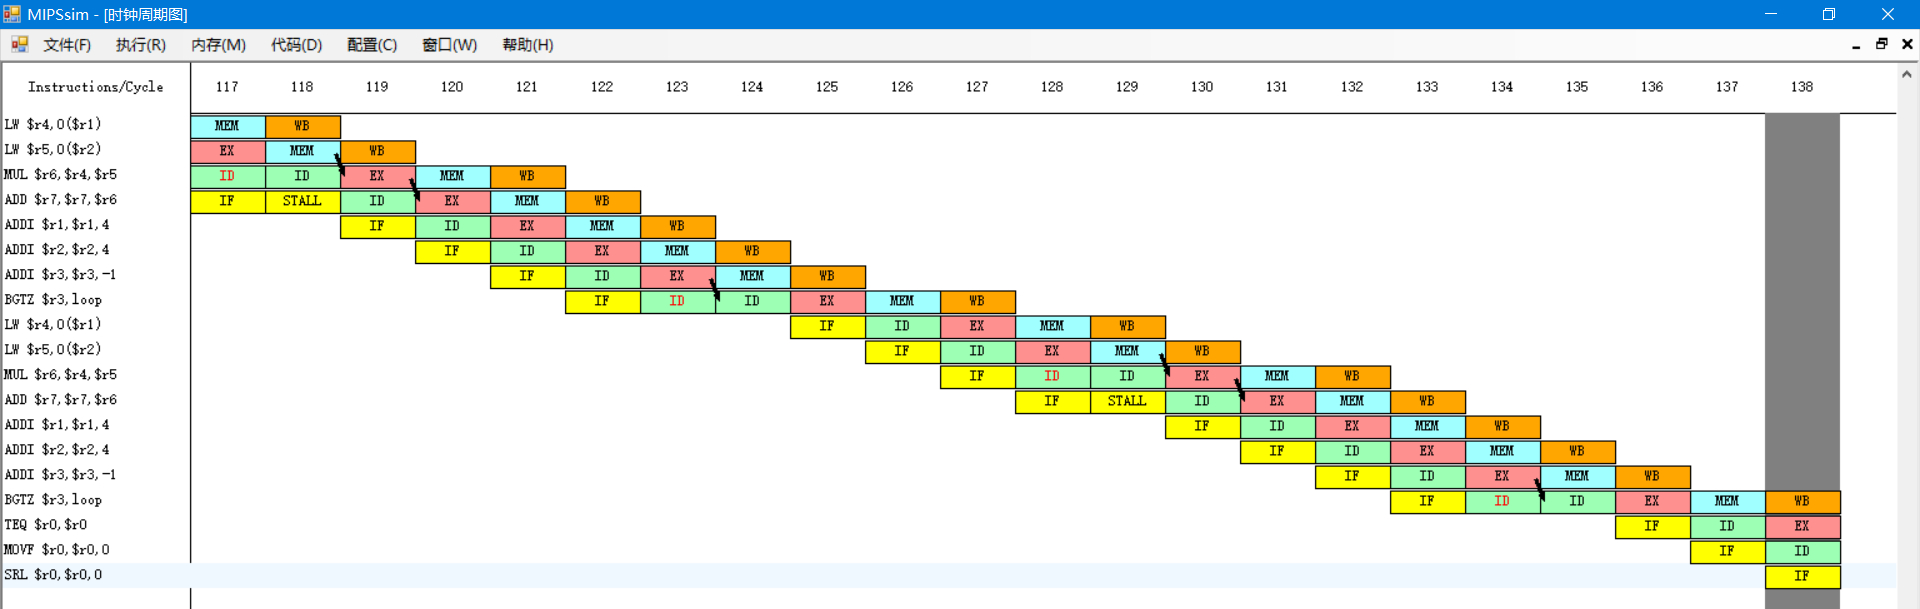 MIPSsim - [时钟周期图]
文件(F) 执行(R) 内存(M) 代码(D) 配置(C) 窗口(W) 帮助(H)
Instructions/Cycle 117 118 119 120 121 122 123 124 125 126 127 128 129 130 131 132 133 134 135 136 137 138
LW $r4,0($r1) MEM WB
LW $r5,0($r2) EX MEM WB
MUL $r6,$r4,$r5 ID ID EX MEM WB
ADD $r7,$r7,$r6 IF STALL ID EX MEM WB
ADDI $r1,$r1,4 IF ID EX MEM WB
ADDI $r2,$r2,4 IF ID EX MEM WB
ADDI $r3,$r3,-1 IF ID EX MEM WB
BGTZ $r3,loop IF ID ID EX MEM WB
LW $r4,0($r1) IF ID EX MEM WB
LW $r5,0($r2) IF ID EX MEM WB
MUL $r6,$r4,$r5 IF ID ID EX MEM WB
ADD $r7,$r7,$r6 IF STALL ID EX MEM WB
ADDI $r1,$r1,4 IF ID EX MEM WB
ADDI $r2,$r2,4 IF ID EX MEM WB
ADDI $r3,$r3,-1 IF ID EX MEM WB
BGTZ $r3,loop IF ID ID EX MEM WB
TEQ $r0,$r0 IF ID EX
MOVF $r0,$r0,0 IF ID
SRL $r0,$r0,0 IF